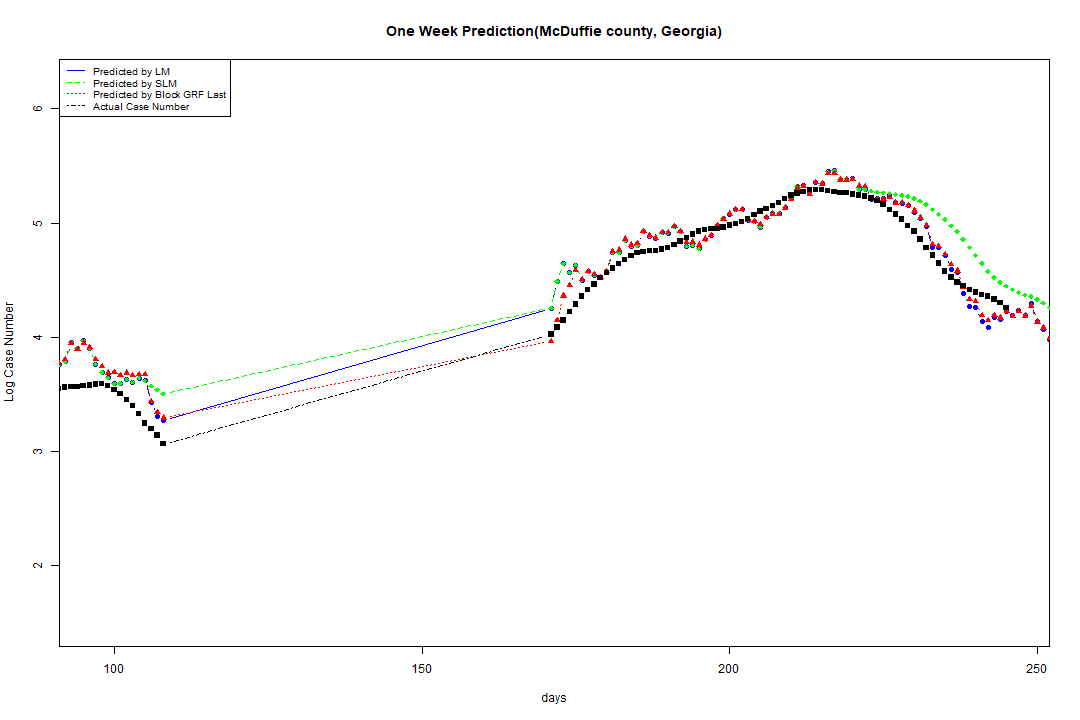 One Week Prediction(McDuffie county, Georgia)
Predicted by LM
Predicted by SLM
Predicted by Block GRF Last
Actual Case Number
6
5
4
3
2
Log Case Number
100 150 200 250
days